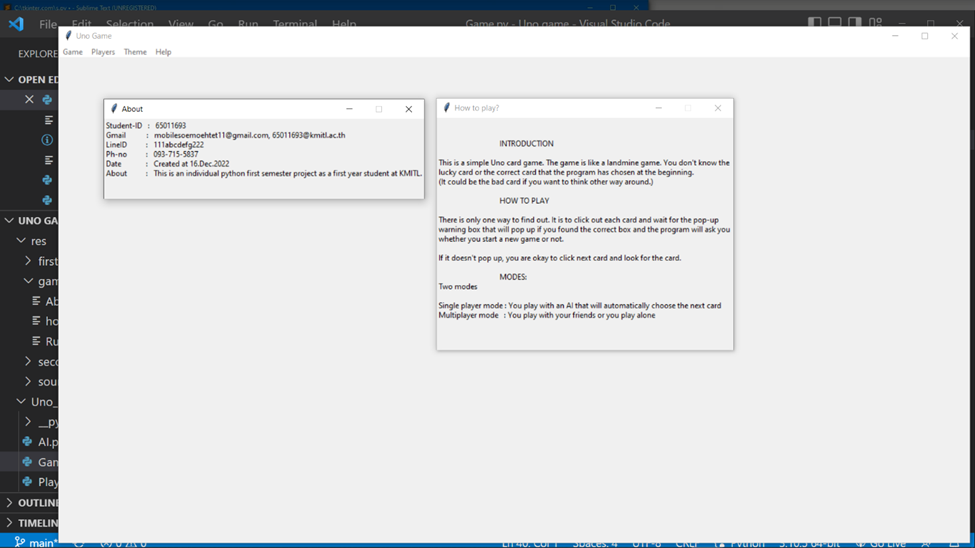 C:\
Sublime Text (UNREGISTERED)
File Edit Selection View Go Run Terminal Help
Game.py - Uno game - Visual Studio Code
Uno Game
Game Players Theme Help
EXPLORE
OPEN ED
UNO GA
res
first
gam
Ab
ho
Ru
seco
sour
Uno_
__py
AI.p
Gam
Play
OUTLINE
TIMELIN
main*
About
Student-ID : 65011693
Gmail : mobilesoemoehtet11@gmail.com, 65011693@kmitl.ac.th
LineID : 111abcdefg222
Ph-no : 093-715-5837
Date : Created at 16.Dec.2022
About : This is an individual python first semester project as a first year student at KMITL.
How to play?
INTRODUCTION
This is a simple Uno card game. The game is like a landmine game. You don't know the
lucky card or the correct card that the program has chosen at the beginning.
(It could be the bad card if you want to think other way around.)
HOW TO PLAY
There is only one way to find out. It is to click out each card and wait for the pop-up
warning box that will pop up if you found the correct box and the program will ask you
whether you start a new game or not.
If it doesn't pop up, you are okay to click next card and look for the card.
MODES:
Two modes
Single player mode : You play with an AI that will automatically choose the next card
Multiplayer mode : You play with your friends or you play alone
Ln 40, Col 1 Spaces: 4 UTF-8 CRLF Python 3.10.5 64-bit Go Live